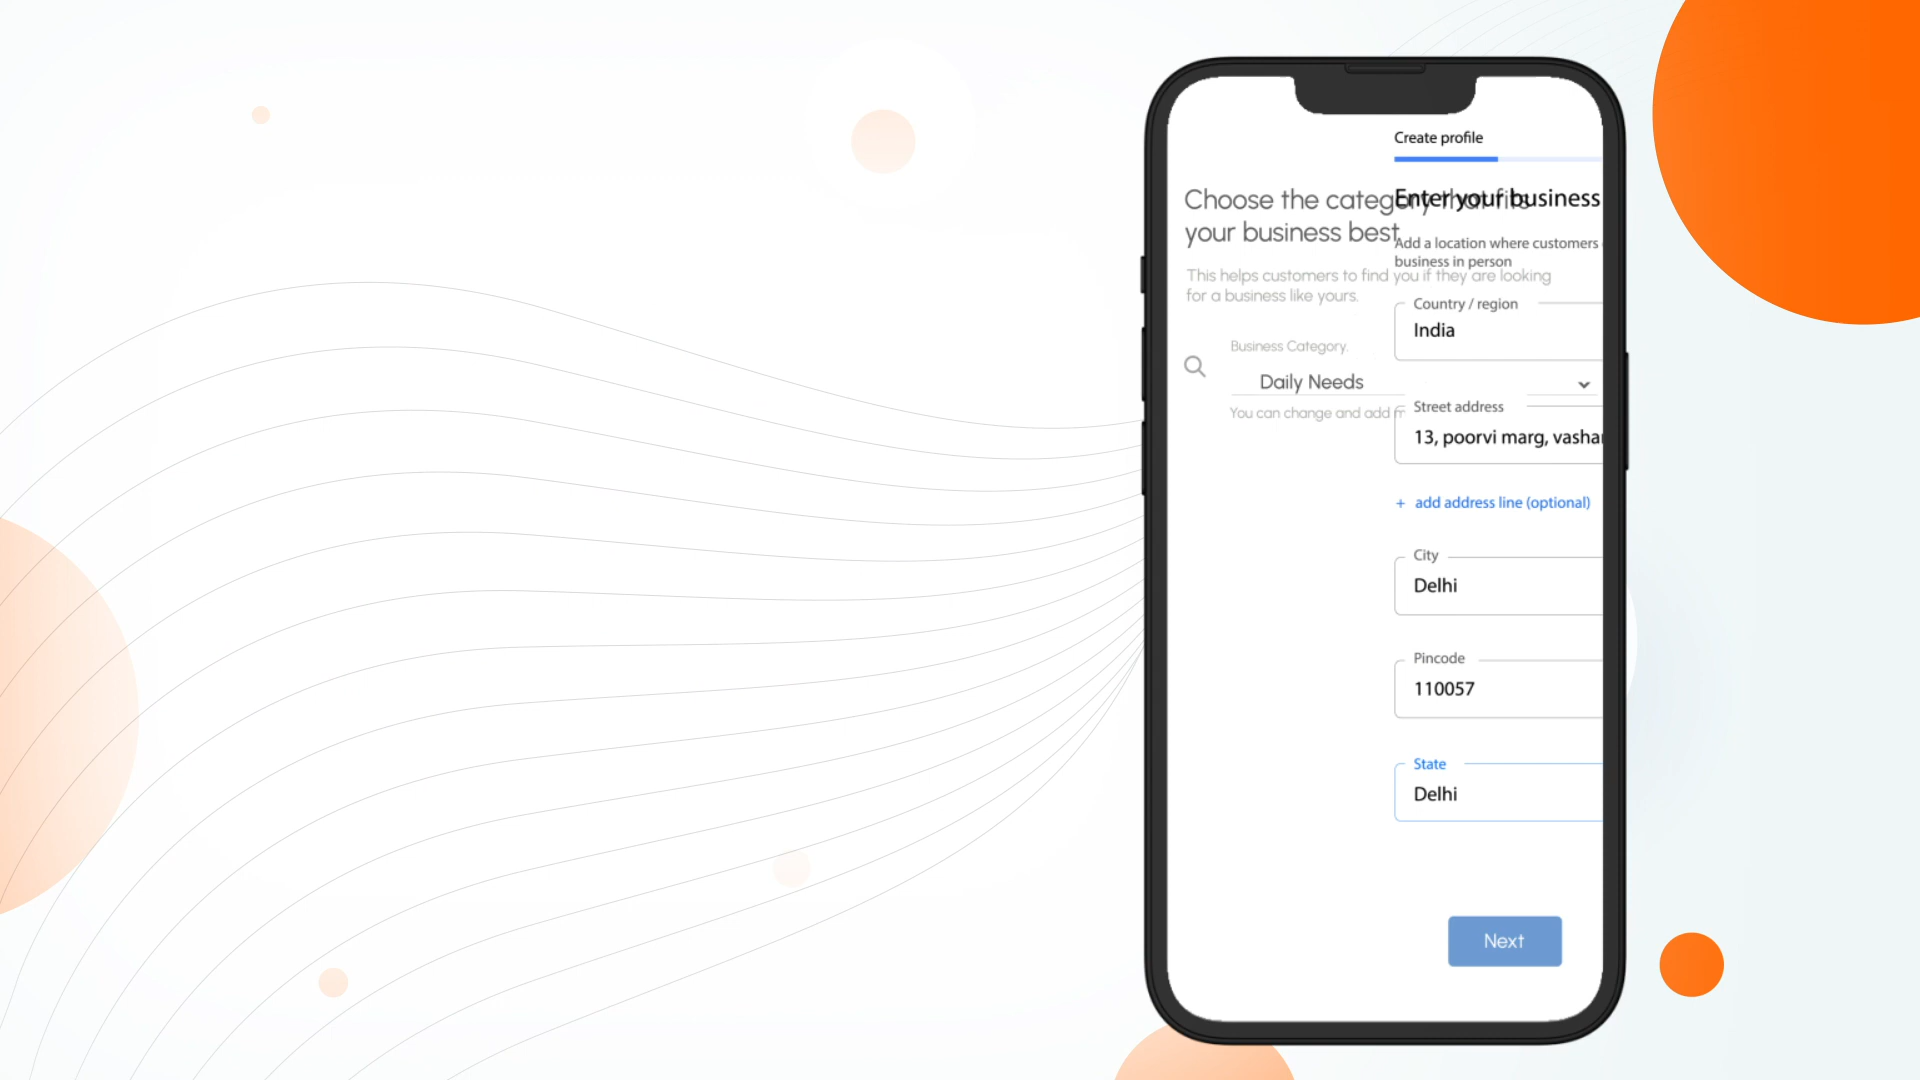 Create profile
Choose the category that fits
your business best
This helps customers to find you if they are looking
for a business like yours.
Business Category.
Daily Needs
You can change and add
Enter your business
Add a location where customers
business in person
Country / region
India
Street address
13, poorvi marg,
+ add address line (optional)
City
Delhi
Pincode
110057
State
Delhi
Next